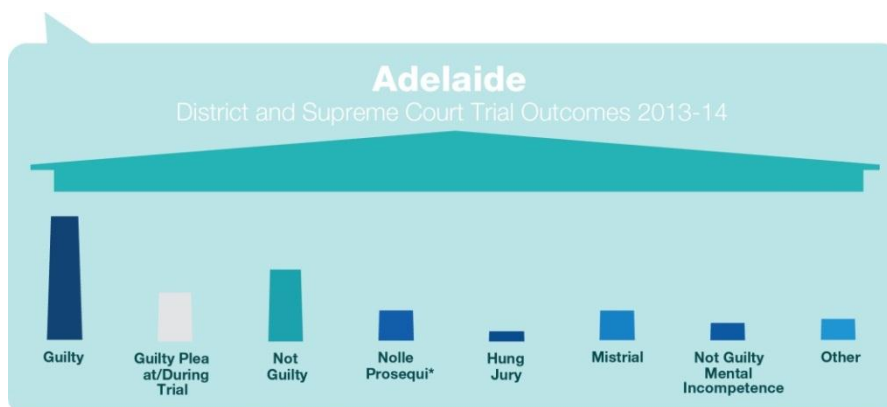 Adelaide
District and Supreme Court Trial Outcomes 2013-14
Guilty
Guilty Plea
at/During
Trial
Not
Guilty
Nolle
Prosequi*
Hung
Jury
Mistrial
Not Guilty
Mental
Incompetence
Other